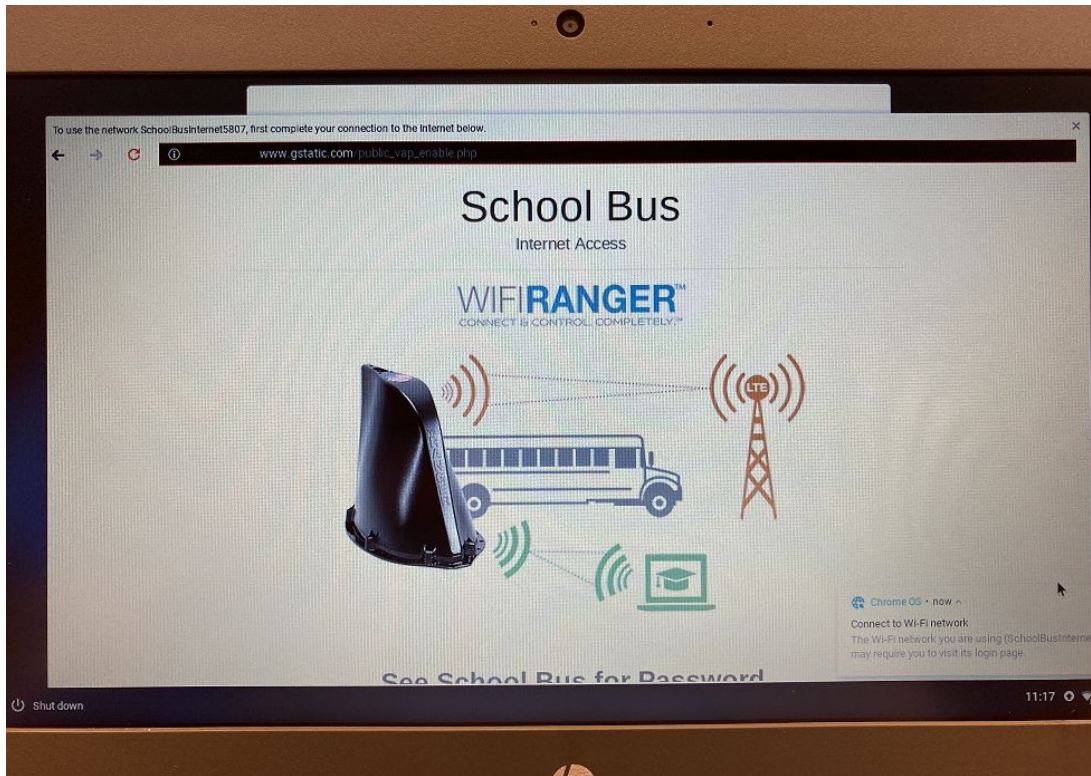 To use the network SchoolBusInternet5807, first complete your connection to the Internet below.
www.gstatic.com/public_vap_enable.php
School Bus
Internet Access
WIFIRANGER™
CONNECT & CONTROL. COMPLETELY.™
LTE
Chrome OS • now
Connect to Wi-Fi network
The Wi-Fi network you are using (SchoolBusInterne
may require you to visit its login page.
See School Bus for Password
Shut down
11:17